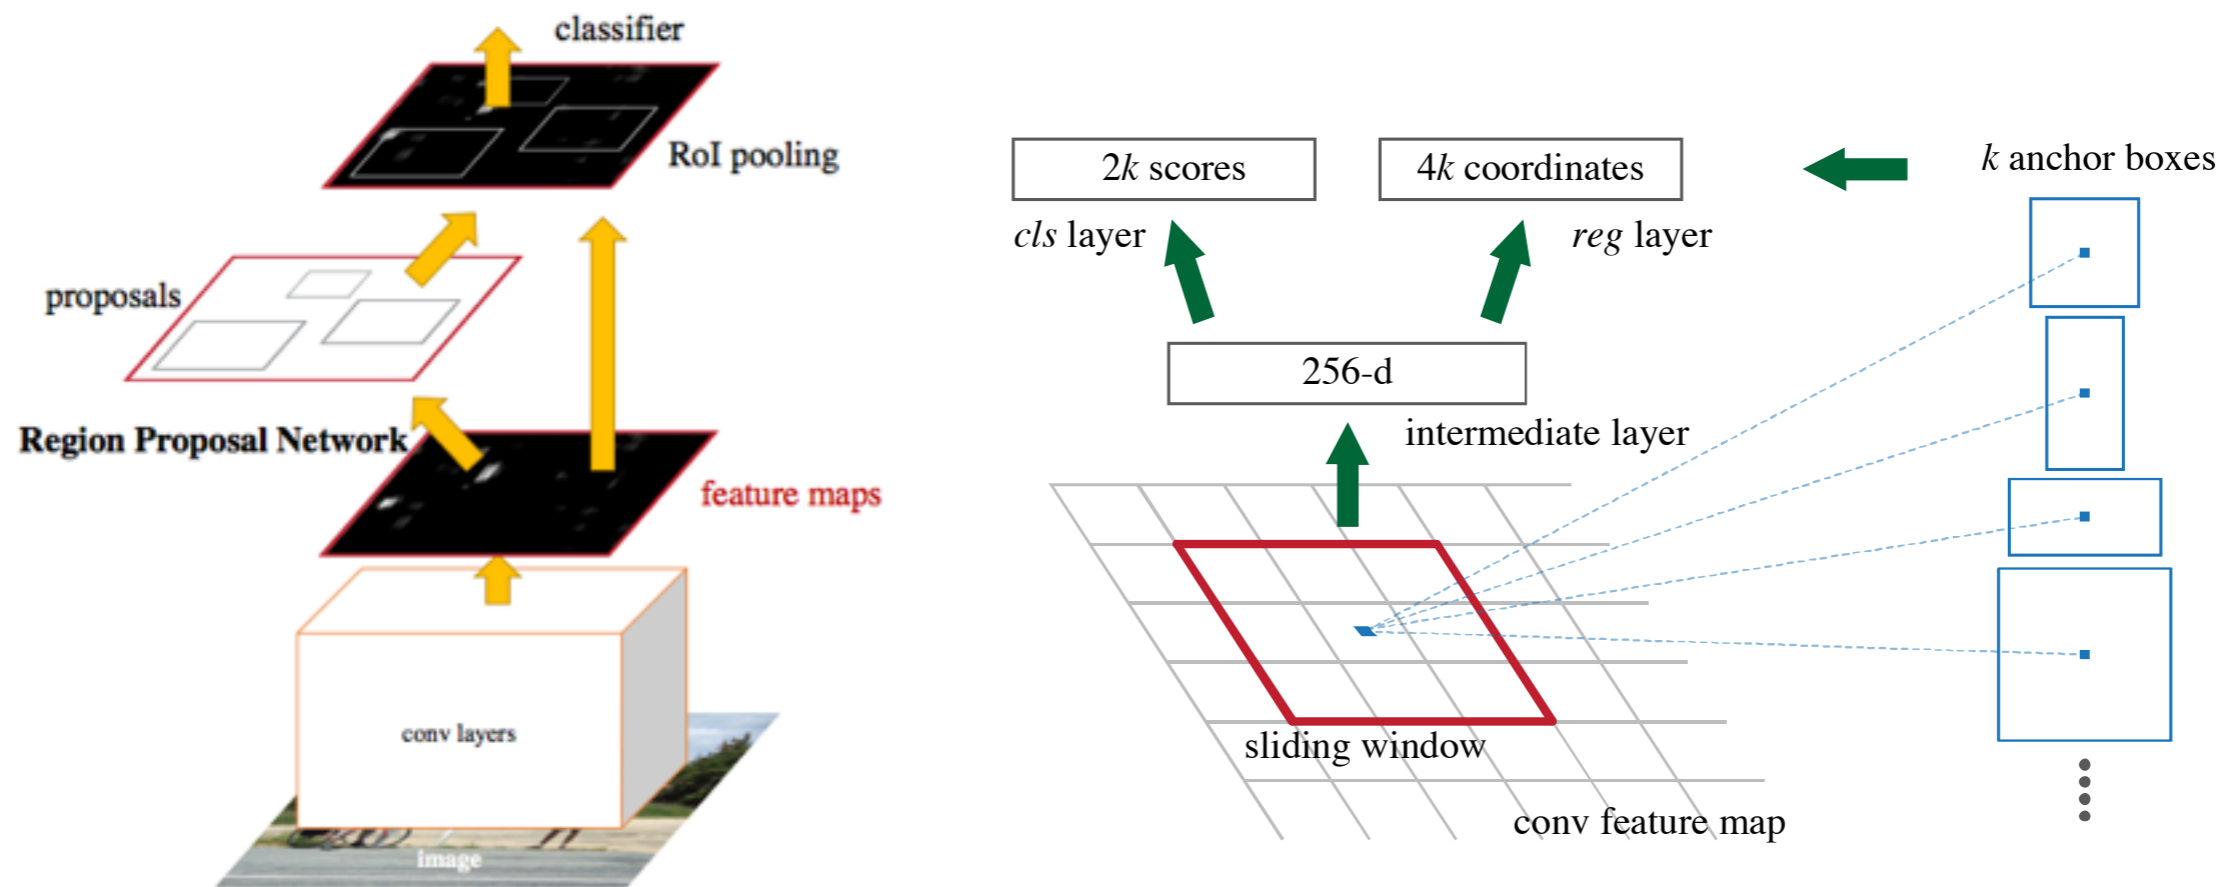 classifier
RoI pooling
proposals
Region Proposal Network
feature maps
conv layers
image
2k scores
4k coordinates
k anchor boxes
cls layer
reg layer
256-d
intermediate layer
sliding window
conv feature map